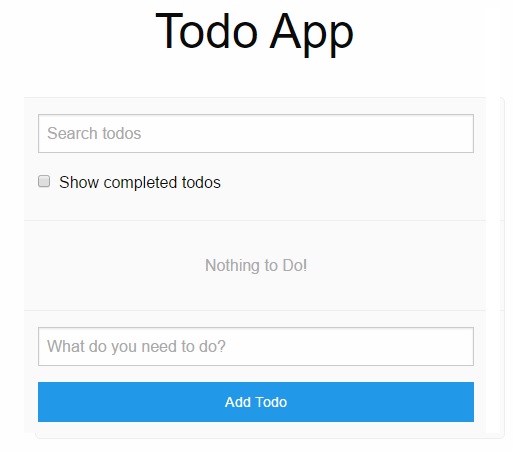 Todo App
Search todos
Show completed todos
Nothing to Do!
What do you need to do?
Add Todo